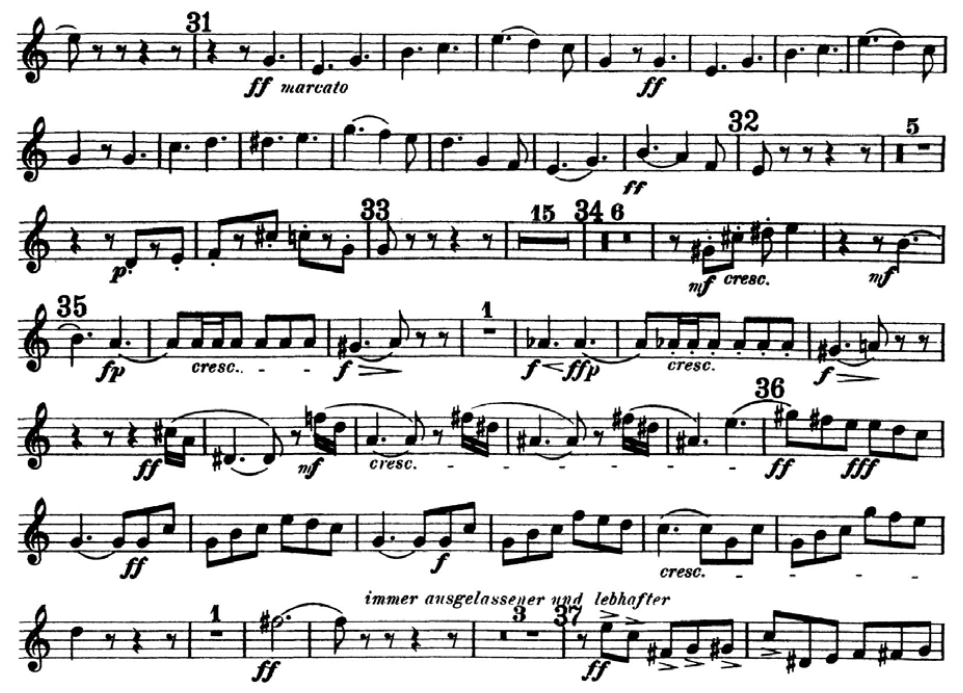 31
ff marcato ff
32 5
ff
33 15 34 6
p. mf cresc. mf
35 1
fp cresc. f ffp cresc. f
36
ff mf cresc. ff fff
ff f cresc.
immer ausgelassener und lebhafter
1 3 37
ff ff